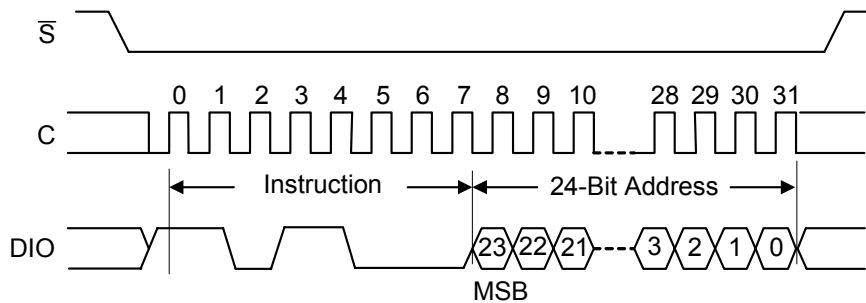 S
0 1 2 3 4 5 6 7 8 9 10 28 29 30 31
C
Instruction 24-Bit Address
DIO 23 22 21 3 2 1 0
MSB